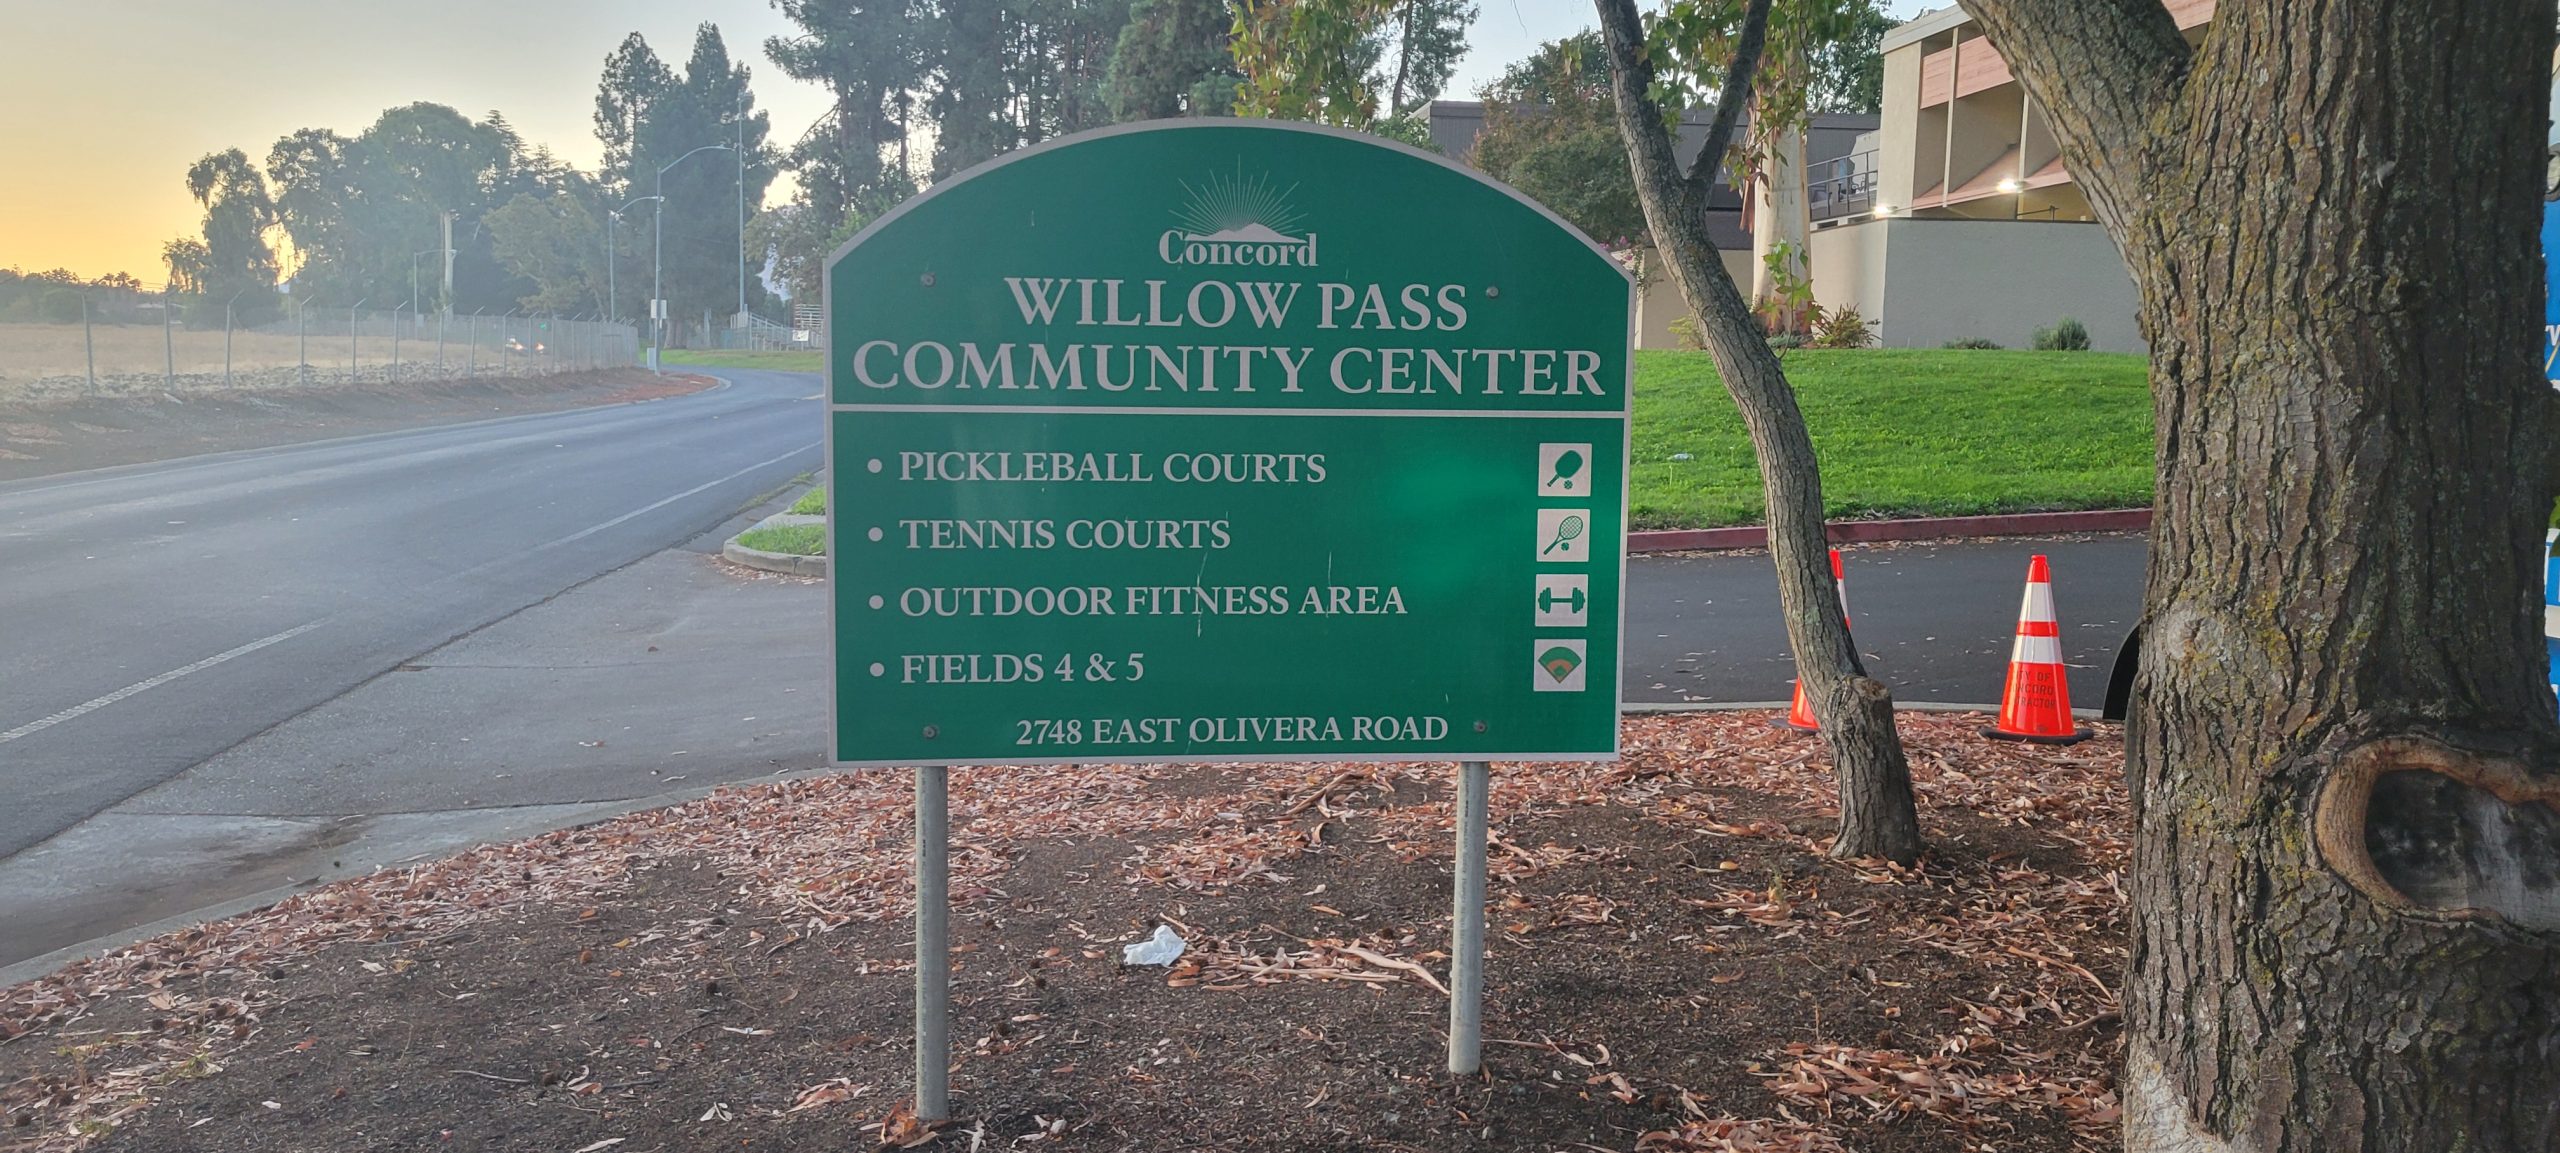 Concord
WILLOW PASS
COMMUNITY CENTER
• PICKLEBALL COURTS
• TENNIS COURTS
• OUTDOOR FITNESS AREA
• FIELDS 4 & 5
2748 EAST OLIVERA ROAD